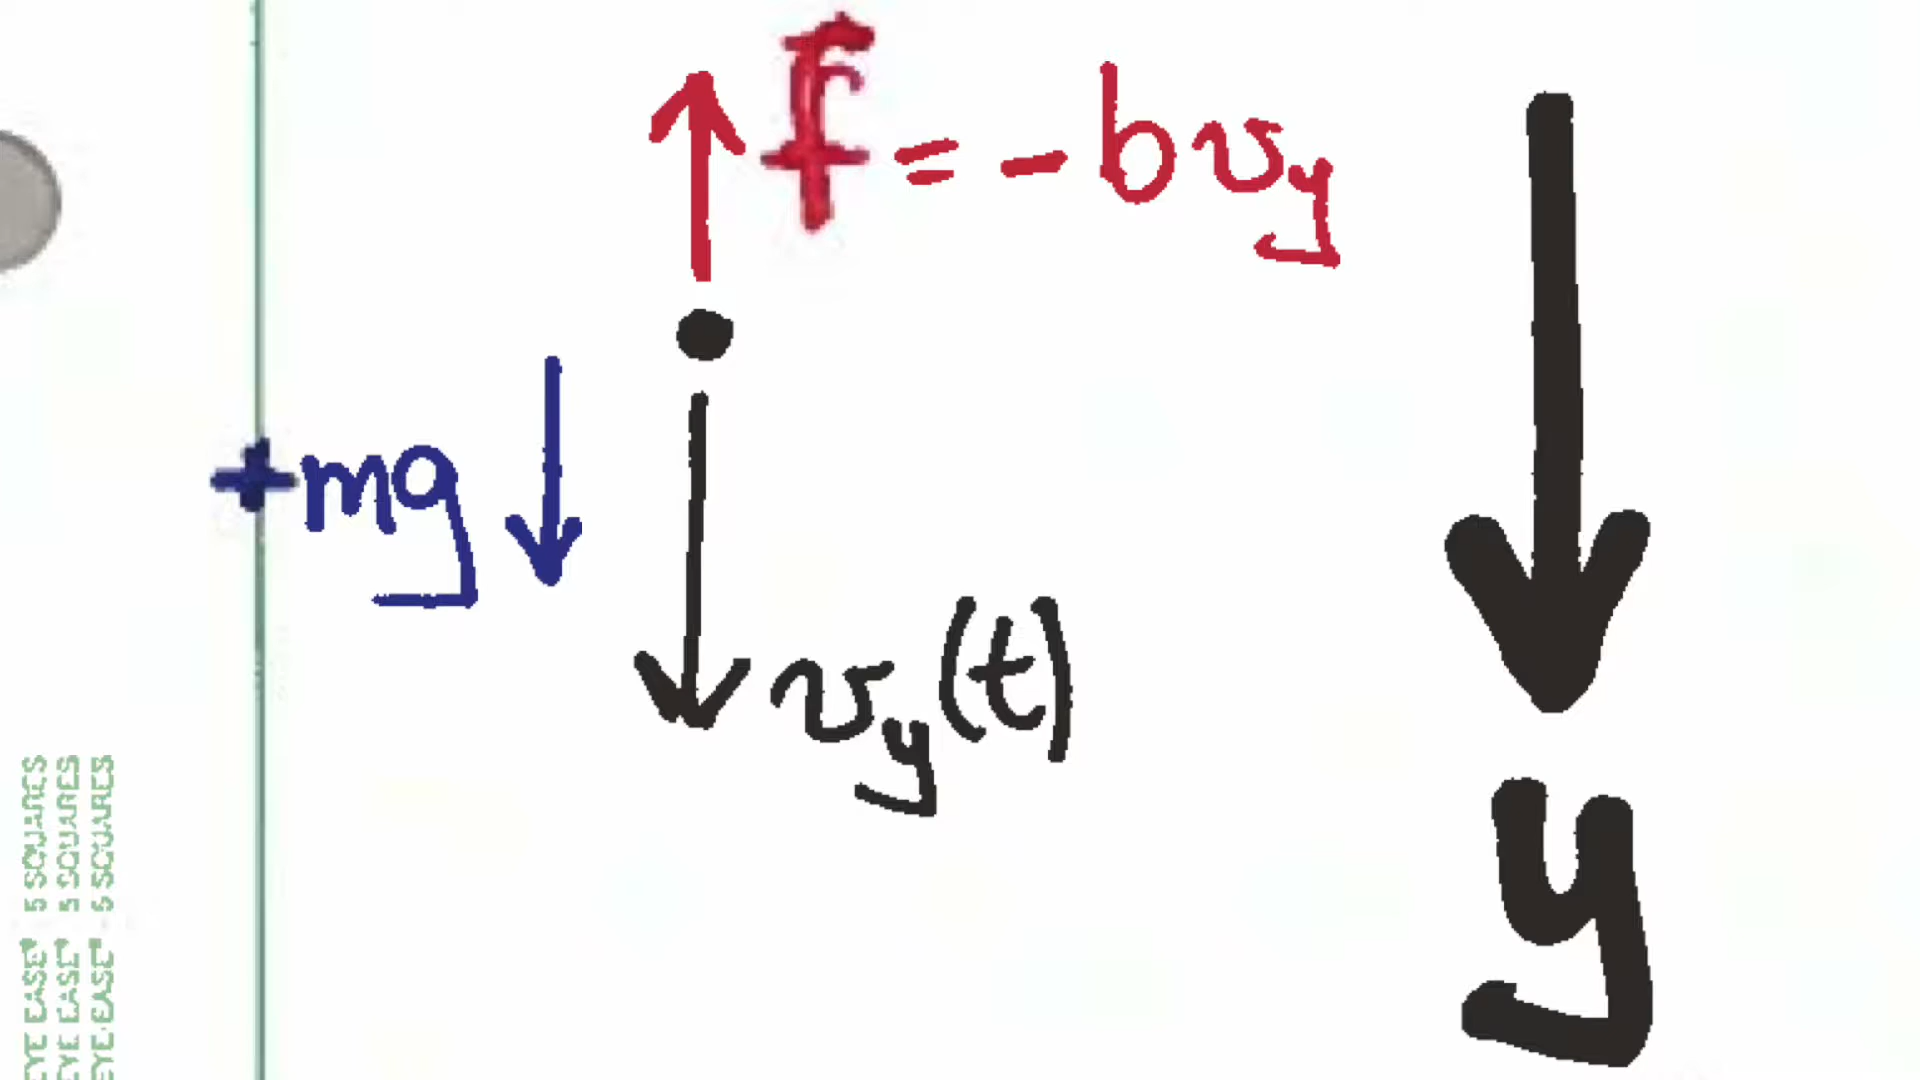 f = - bvy
+mg
vy(t)
y
5 SQUARES
5 SQUARES
5 SQUARES
EYE-EASE®
EYE-EASE®
EYE-EASE®